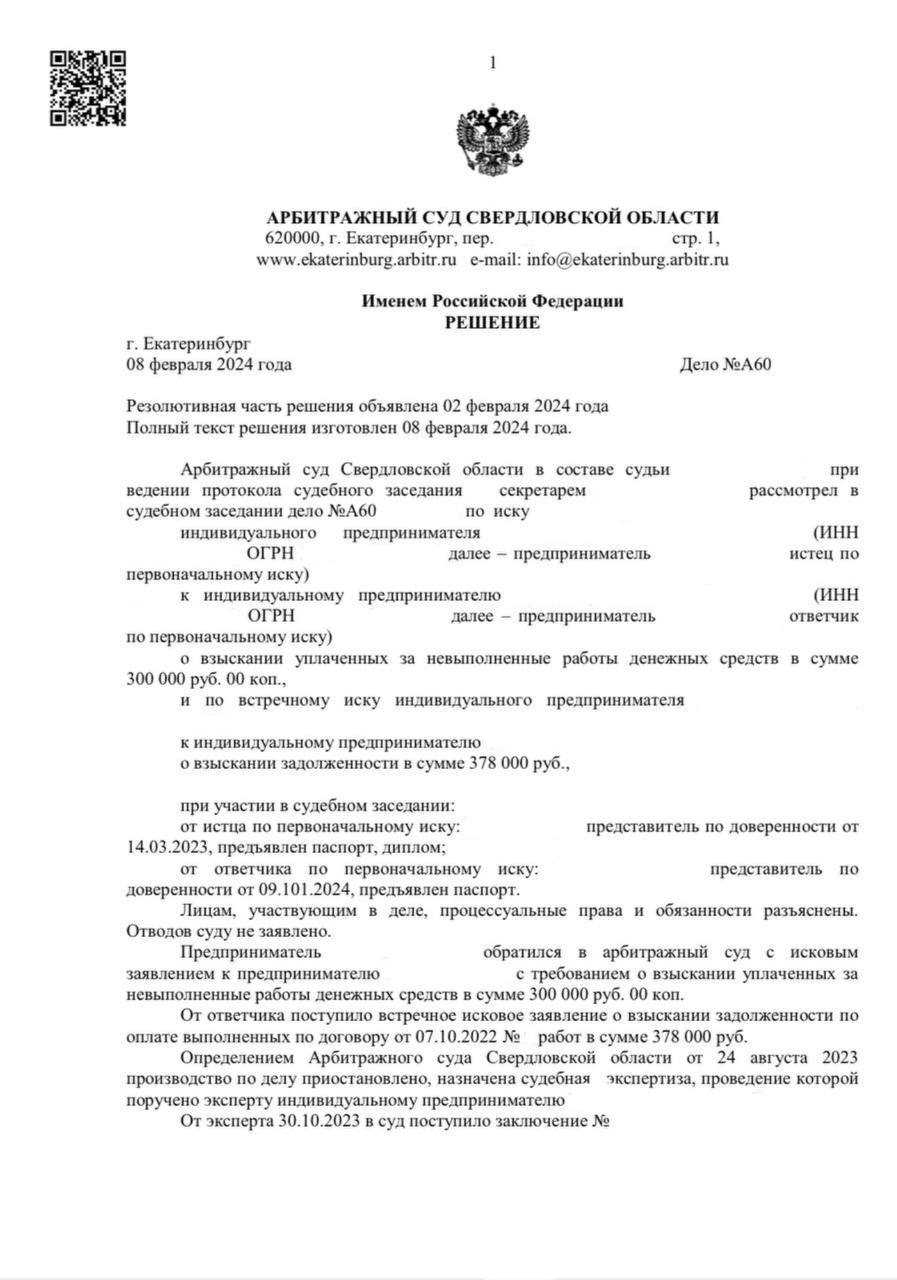 1
АРБИТРАЖНЫЙ СУД СВЕРДЛОВСКОЙ ОБЛАСТИ
620000, г. Екатеринбург, пер. стр. 1,
www.ekaterinburg.arbitr.ru e-mail: info@ekaterinburg.arbitr.ru
Именем Российской Федерации
РЕШЕНИЕ
г. Екатеринбург
08 февраля 2024 года Дело №А60
Резолютивная часть решения объявлена 02 февраля 2024 года
Полный текст решения изготовлен 08 февраля 2024 года.
Арбитражный суд Свердловской области в составе судьи при
ведении протокола судебного заседания секретарем рассмотрел в
судебном заседании дело №А60 по иску
индивидуального предпринимателя (ИНН
ОГРН далее – предприниматель истец по
первоначальному иску)
к индивидуальному предпринимателю (ИНН
ОГРН далее – предприниматель ответчик
по первоначальному иску)
о взыскании уплаченных за невыполненные работы денежных средств в сумме
300 000 руб. 00 коп.,
и по встречному иску индивидуального предпринимателя
к индивидуальному предпринимателю
о взыскании задолженности в сумме 378 000 руб.,
при участии в судебном заседании:
от истца по первоначальному иску: представитель по доверенности от
14.03.2023, предъявлен паспорт, диплом;
от ответчика по первоначальному иску: представитель по
доверенности от 09.101.2024, предъявлен паспорт.
Лицам, участвующим в деле, процессуальные права и обязанности разъяснены.
Отводов суду не заявлено.
Предприниматель обратился в арбитражный суд с исковым
заявлением к предпринимателю с требованием о взыскании уплаченных за
невыполненные работы денежных средств в сумме 300 000 руб. 00 коп.
От ответчика поступило встречное исковое заявление о взыскании задолженности по
оплате выполненных по договору от 07.10.2022 № работ в сумме 378 000 руб.
Определением Арбитражного суда Свердловской области от 24 августа 2023
производство по делу приостановлено, назначена судебная экспертиза, проведение которой
поручено эксперту индивидуальному предпринимателю
От эксперта 30.10.2023 в суд поступило заключение №